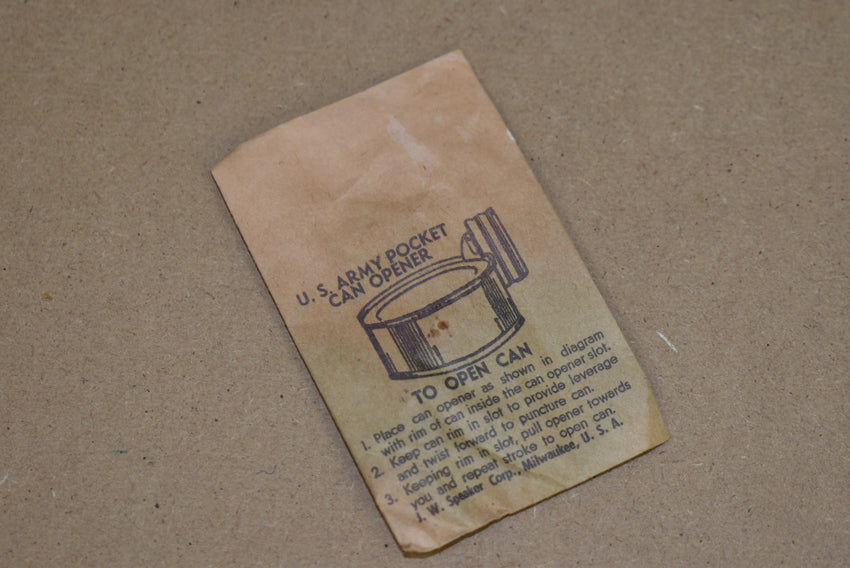 U. S. ARMY POCKET
CAN OPENER
TO OPEN CAN
1. Place can opener as shown in diagram
with rim of can inside the can opener slot.
2. Keep can rim in slot to provide leverage
and twist forward to puncture can.
3. Keeping rim in slot, pull opener towards
you and repeat stroke to open can.
J. W. Speaker Corp., Milwaukee, U. S. A.